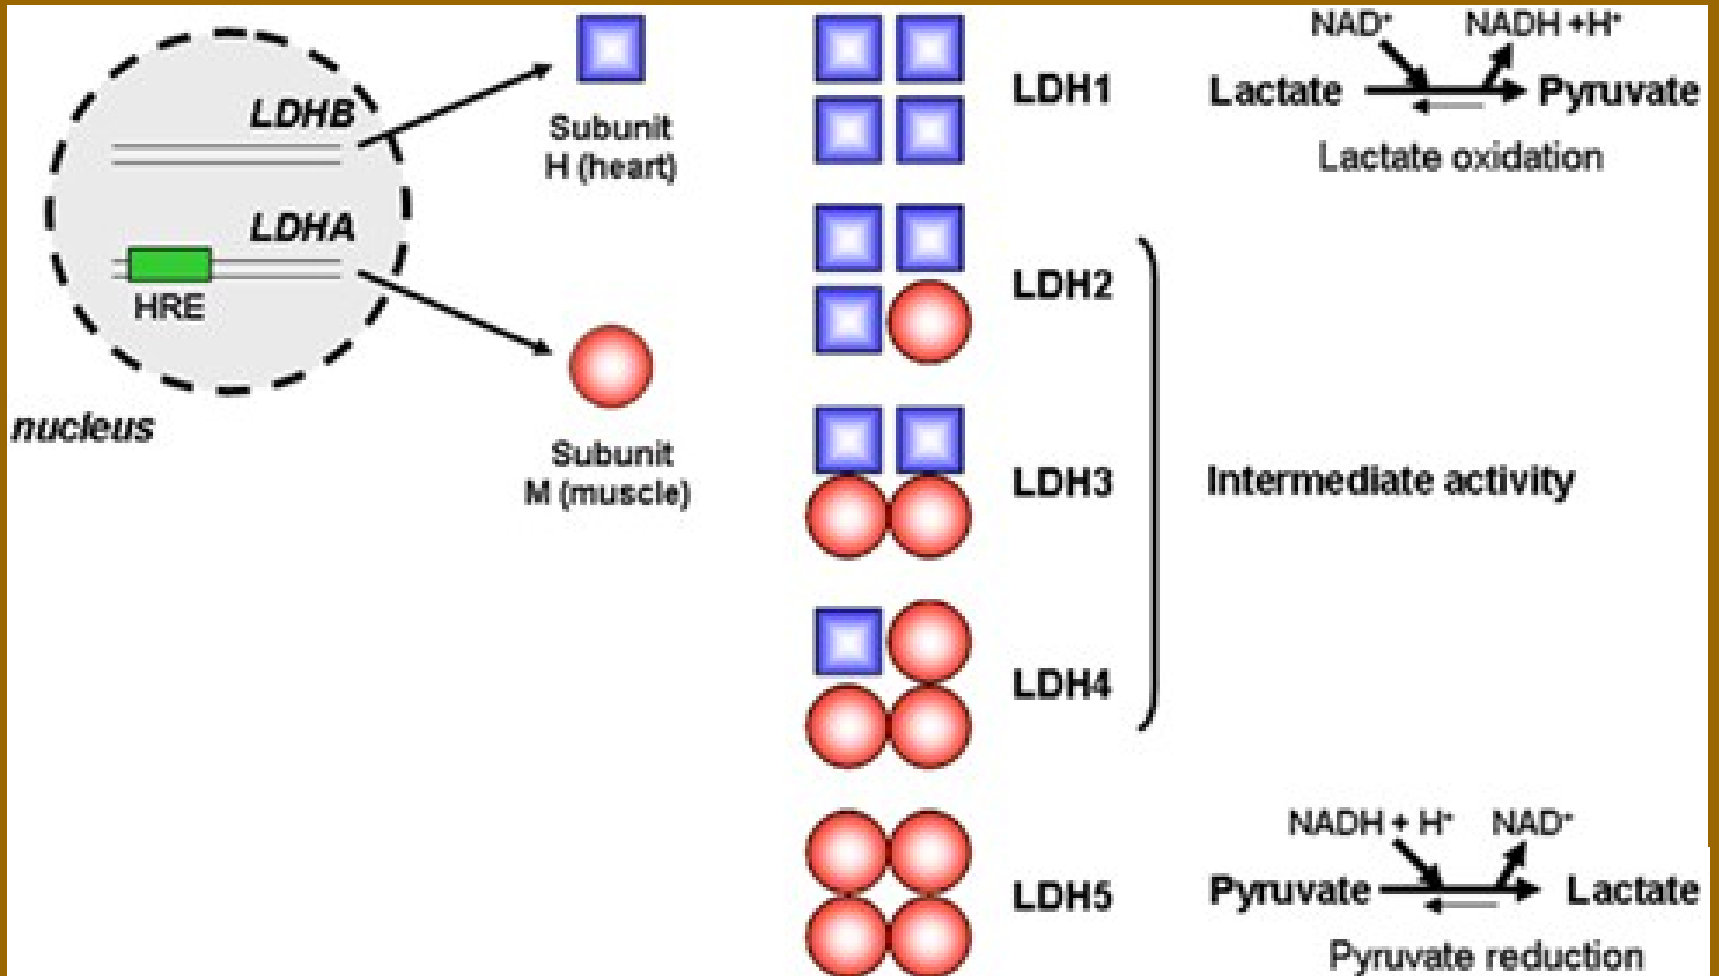 LDHB
LDHA
HRE
nucleus
Subunit
H (heart)
Subunit
M (muscle)
LDH1
LDH2
LDH3
LDH4
LDH5
NAD⁺ NADH +H⁺
Lactate Pyruvate
Lactate oxidation
Intermediate activity
NADH + H⁺ NAD⁺
Pyruvate Lactate
Pyruvate reduction